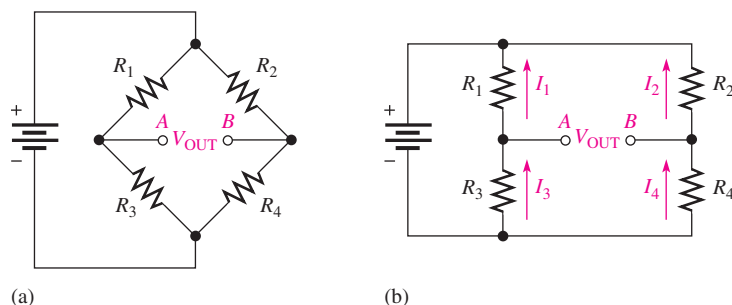 R1 R2
+
A VOUT B
−
R3 R4
(a)
R1 I1 I2 R2
+
A VOUT B
−
R3 I3 I4 R4
(b)